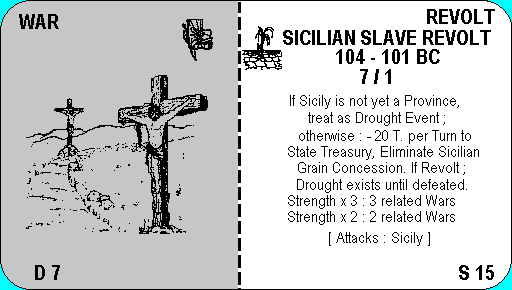 WAR
D 7
REVOLT
SICILIAN SLAVE REVOLT
104 - 101 BC
7 / 1
If Sicily is not yet a Province,
treat as Drought Event ;
otherwise : - 20 T. per Turn to
State Treasury, Eliminate Sicilian
Grain Concession. If Revolt ;
Drought exists until defeated.
Strength x 3 : 3 related Wars
Strength x 2 : 2 related Wars
[ Attacks : Sicily ]
S 15